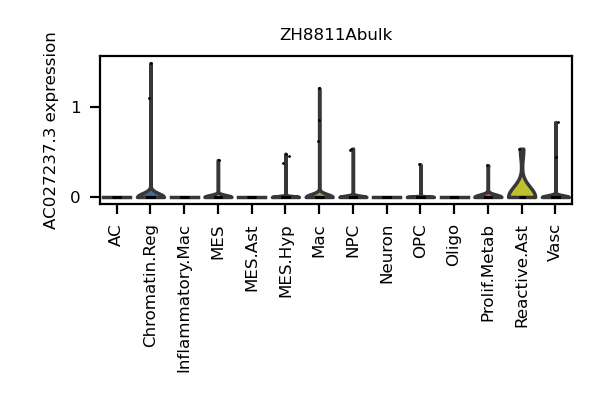 ZH8811Abulk
AC027237.3 expression
1
0
AC
Chromatin.Reg
Inflammatory.Mac
MES
MES.Ast
MES.Hyp
Mac
NPC
Neuron
OPC
Oligo
Prolif.Metab
Reactive.Ast
Vasc